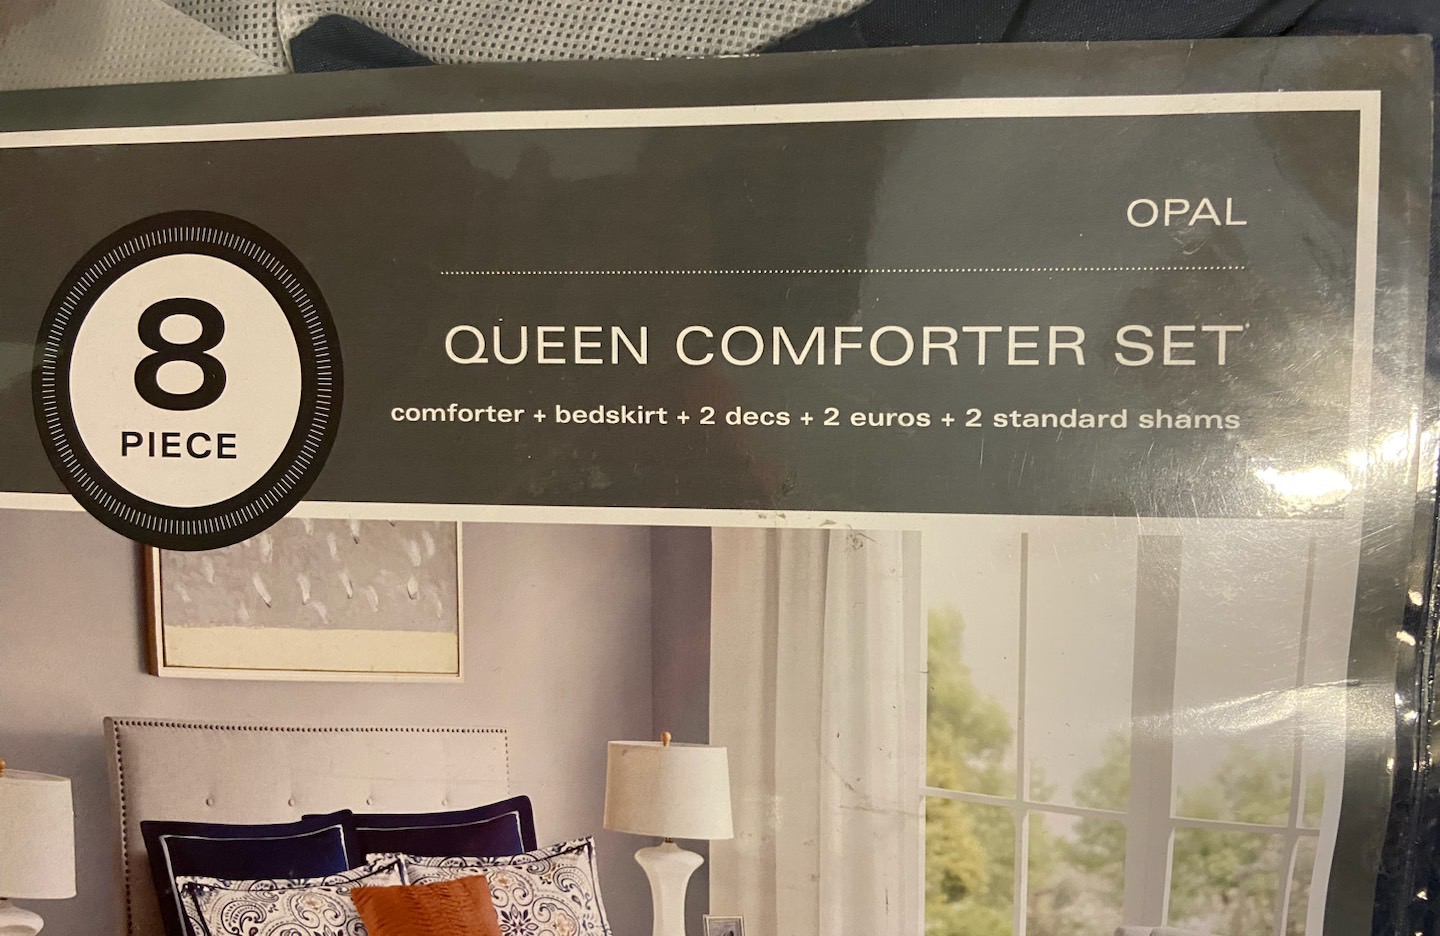 OPAL
8
PIECE
QUEEN COMFORTER SET
comforter + bedskirt + 2 decs + 2 euros + 2 standard shams